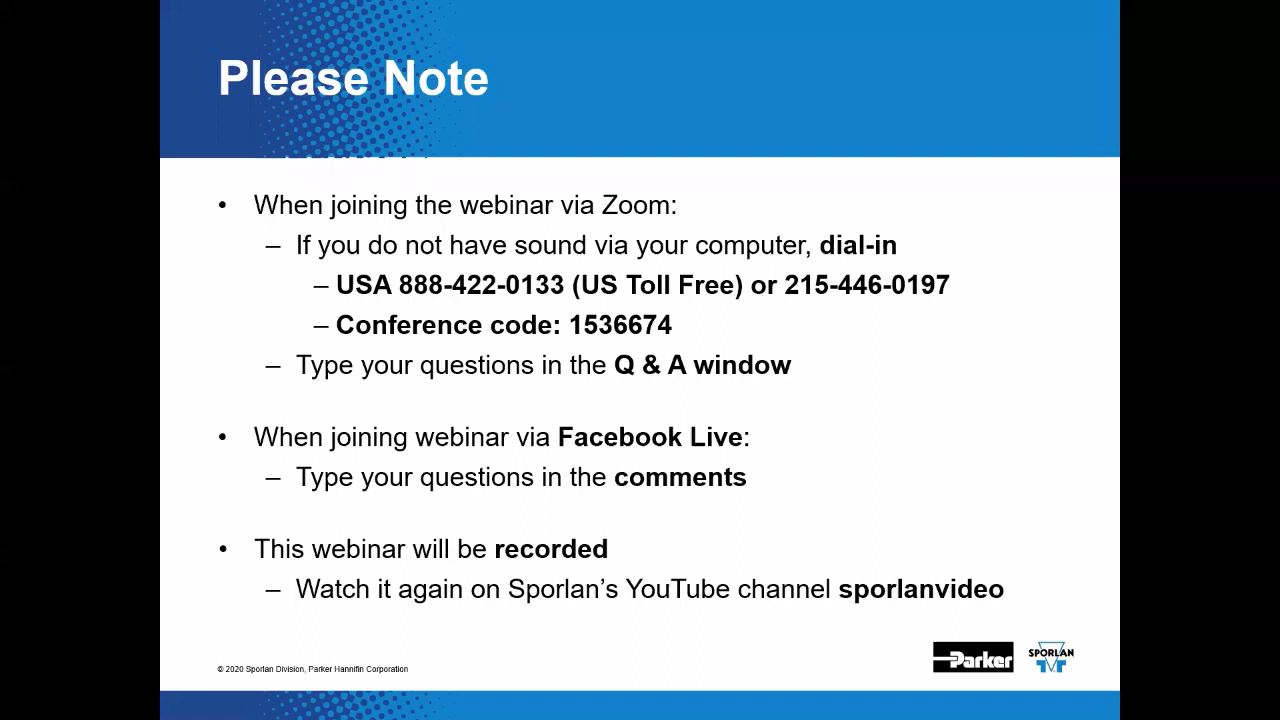 Please Note
• When joining the webinar via Zoom:
– If you do not have sound via your computer, dial-in
– USA 888-422-0133 (US Toll Free) or 215-446-0197
– Conference code: 1536674
– Type your questions in the Q & A window
• When joining webinar via Facebook Live:
– Type your questions in the comments
• This webinar will be recorded
– Watch it again on Sporlan’s YouTube channel sporlanvideo
© 2020 Sporlan Division, Parker Hannifin Corporation
Parker
SPORLAN